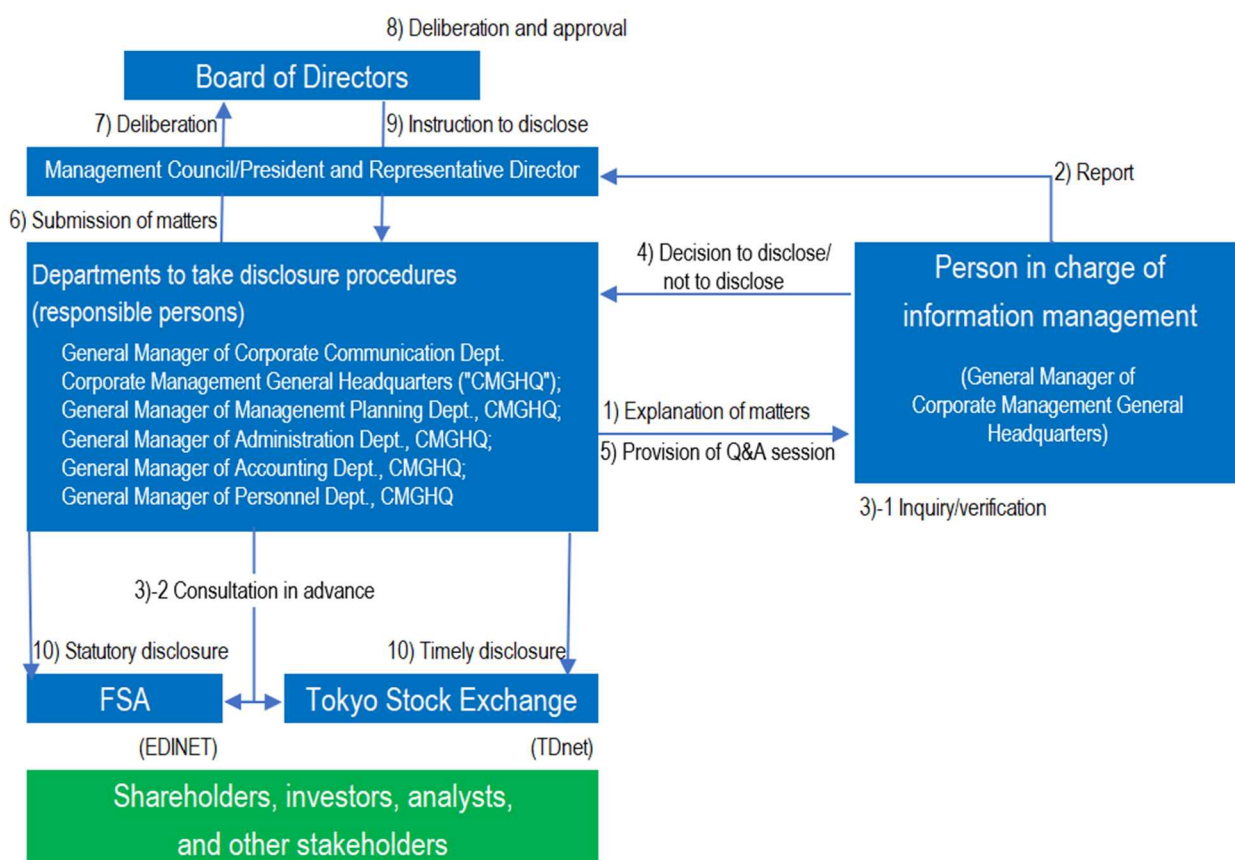 8) Deliberation and approval
Board of Directors
7) Deliberation
9) Instruction to disclose
Management Council/President and Representative Director
2) Report
6) Submission of matters
4) Decision to disclose/
not to disclose
Departments to take disclosure procedures
(responsible persons)
General Manager of Corporate Communication Dept.
Corporate Management General Headquarters ("CMGHQ");
General Manager of Managenemt Planning Dept., CMGHQ;
General Manager of Administration Dept., CMGHQ;
General Manager of Accounting Dept., CMGHQ;
General Manager of Personnel Dept., CMGHQ
Person in charge of
information management
(General Manager of
Corporate Management General
Headquarters)
1) Explanation of matters
5) Provision of Q&A session
3)-1 Inquiry/verification
3)-2 Consultation in advance
10) Statutory disclosure
10) Timely disclosure
FSA
Tokyo Stock Exchange
(EDINET)
(TDnet)
Shareholders, investors, analysts,
and other stakeholders